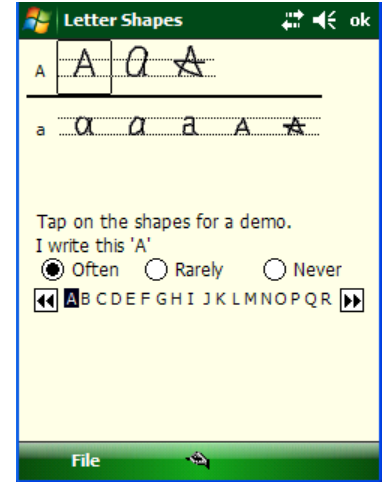 Letter Shapes ok
A A a A
a a a a A A
Tap on the shapes for a demo.
I write this 'A'
Often Rarely Never
A B C D E F G H I J K L M N O P Q R
File